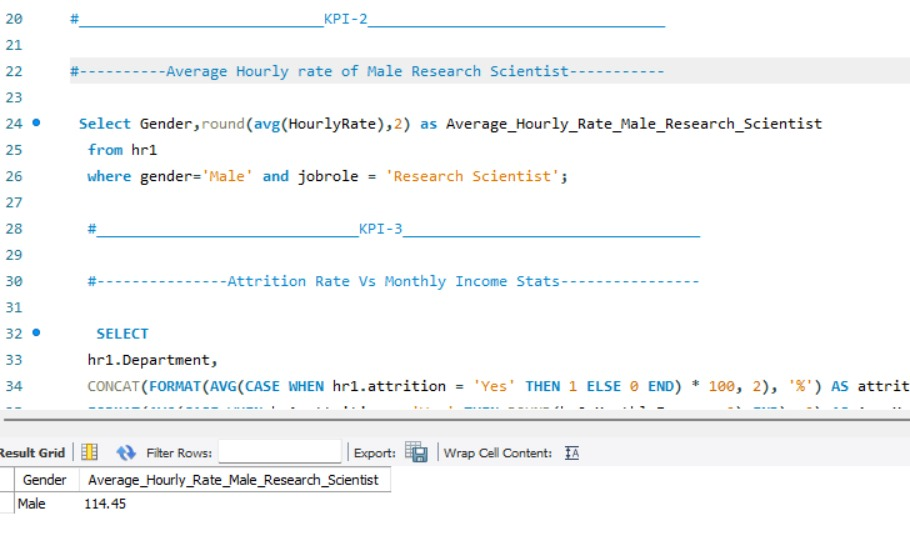 20 #____________________________KPI-2__________________________________
21
22 #----------Average Hourly rate of Male Research Scientist-----------
23
24 Select Gender,round(avg(HourlyRate),2) as Average_Hourly_Rate_Male_Research_Scientist
25 from hr1
26 where gender='Male' and jobrole = 'Research Scientist';
27
28 #______________________________KPI-3__________________________________
29
30 #---------------Attrition Rate Vs Monthly Income Stats----------------
31
32 SELECT
33 hr1.Department,
34 CONCAT(FORMAT(AVG(CASE WHEN hr1.attrition = 'Yes' THEN 1 ELSE 0 END) * 100, 2), '%') AS attrit
Result Grid Filter Rows: Export: Wrap Cell Content:
Gender Average_Hourly_Rate_Male_Research_Scientist
Male 114.45